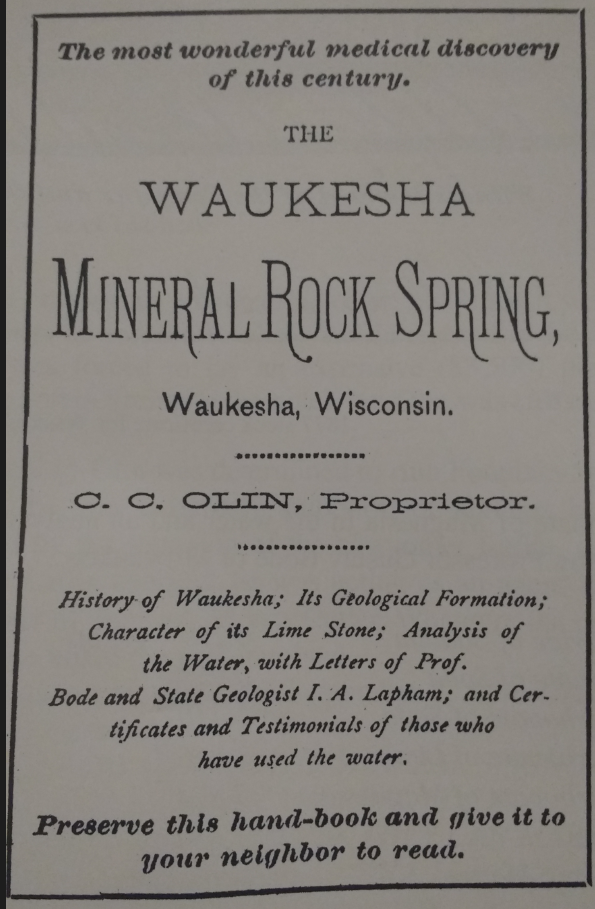 The most wonderful medical discovery
of this century.
THE
WAUKESHA
MINERAL ROCK SPRING,
Waukesha, Wisconsin.
C. C. OLIN, Proprietor.
History of Waukesha; Its Geological Formation;
Character of its Lime Stone; Analysis of
the Water, with Letters of Prof.
Bode and State Geologist I. A. Lapham; and Cer-
tificates and Testimonials of those who
have used the water.
Preserve this hand-book and give it to
your neighbor to read.